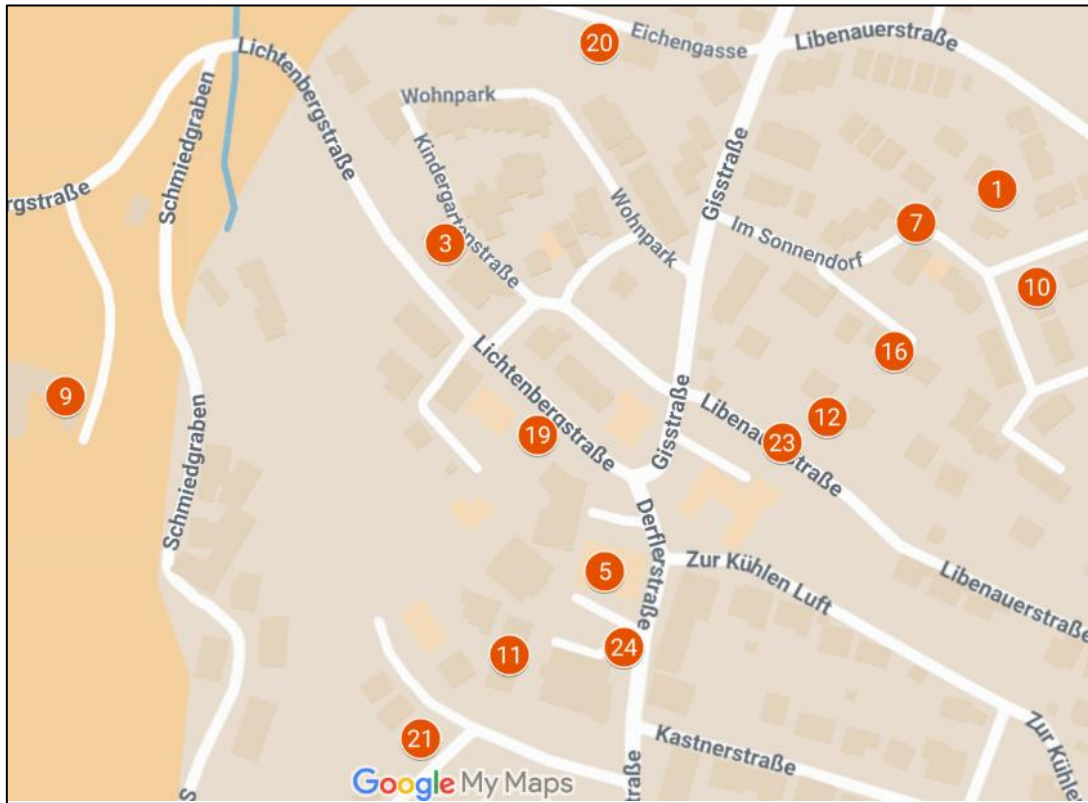 20
Eichengasse
Libenauerstraße
Lichtenbergstraße
Schmiedgraben
Wohnpark
Kindergartenstraße
Gisstraße
1
rgstraße
7
Wohnpark
Im Sonnendorf
3
10
16
Lichtenbergstraße
9
Gisstraße
Libenauerstraße
12
19
23
Schmiedgraben
Derflerstraße
5
Zur Kühlen Luft
Libenauerstraße
24
11
21
Kastnerstraße
Zur Kühle
straße
s
Google My Maps